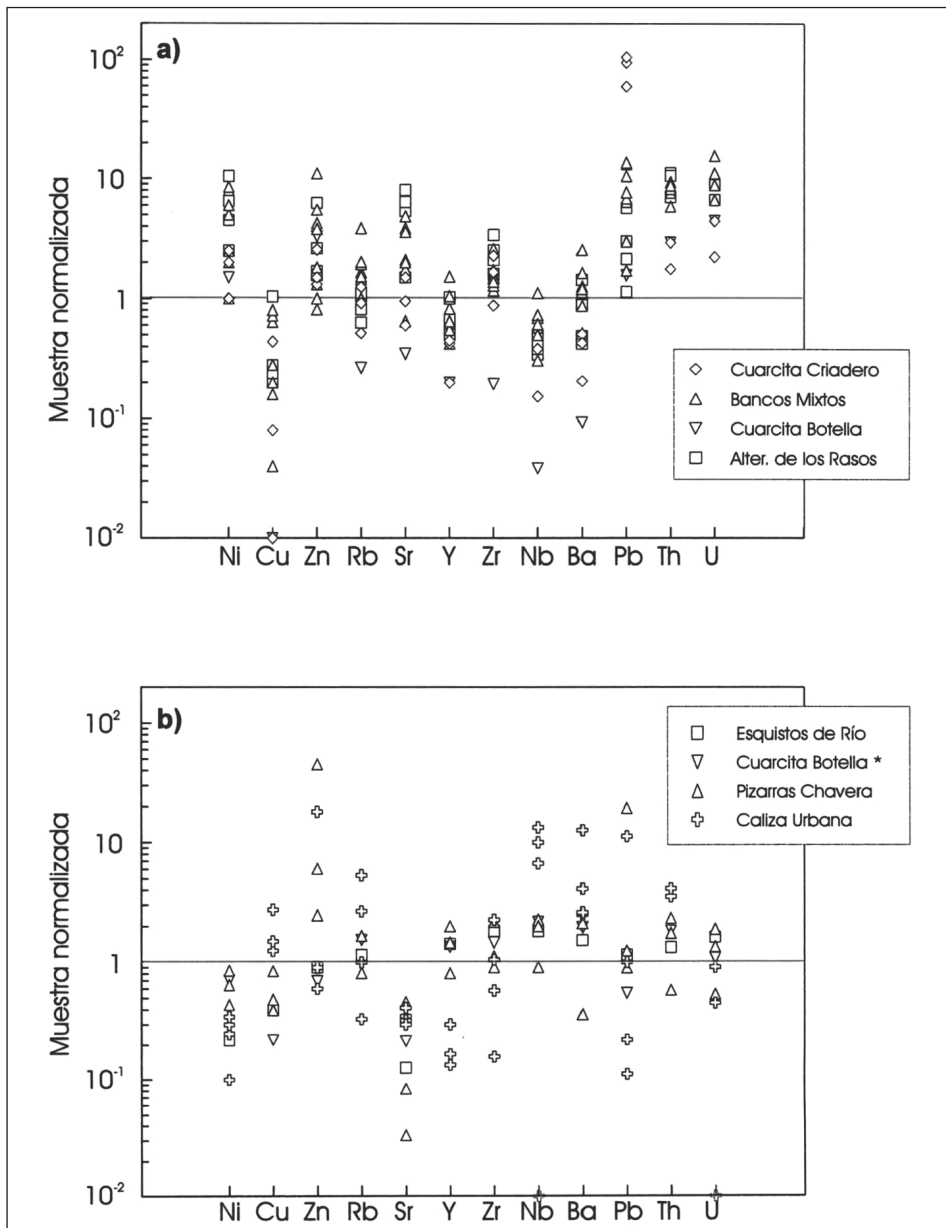 a)
Muestra normalizada
10²
10
1
10⁻¹
10⁻²
Ni Cu Zn Rb Sr Y Zr Nb Ba Pb Th U
Cuarcita Criadero
Bancos Mixtos
Cuarcita Botella
Alter. de los Rasos
b)
Muestra normalizada
10²
10
1
10⁻¹
10⁻²
Ni Cu Zn Rb Sr Y Zr Nb Ba Pb Th U
Esquistos de Río
Cuarcita Botella *
Pizarras Chavera
Caliza Urbana